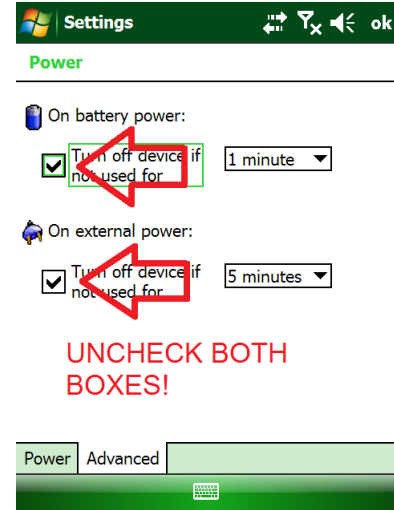 Settings ok
Power
On battery power:
Turn off device if 1 minute
not used for
On external power:
Turn off device if 5 minutes
not used for
UNCHECK BOTH
BOXES!
Power Advanced